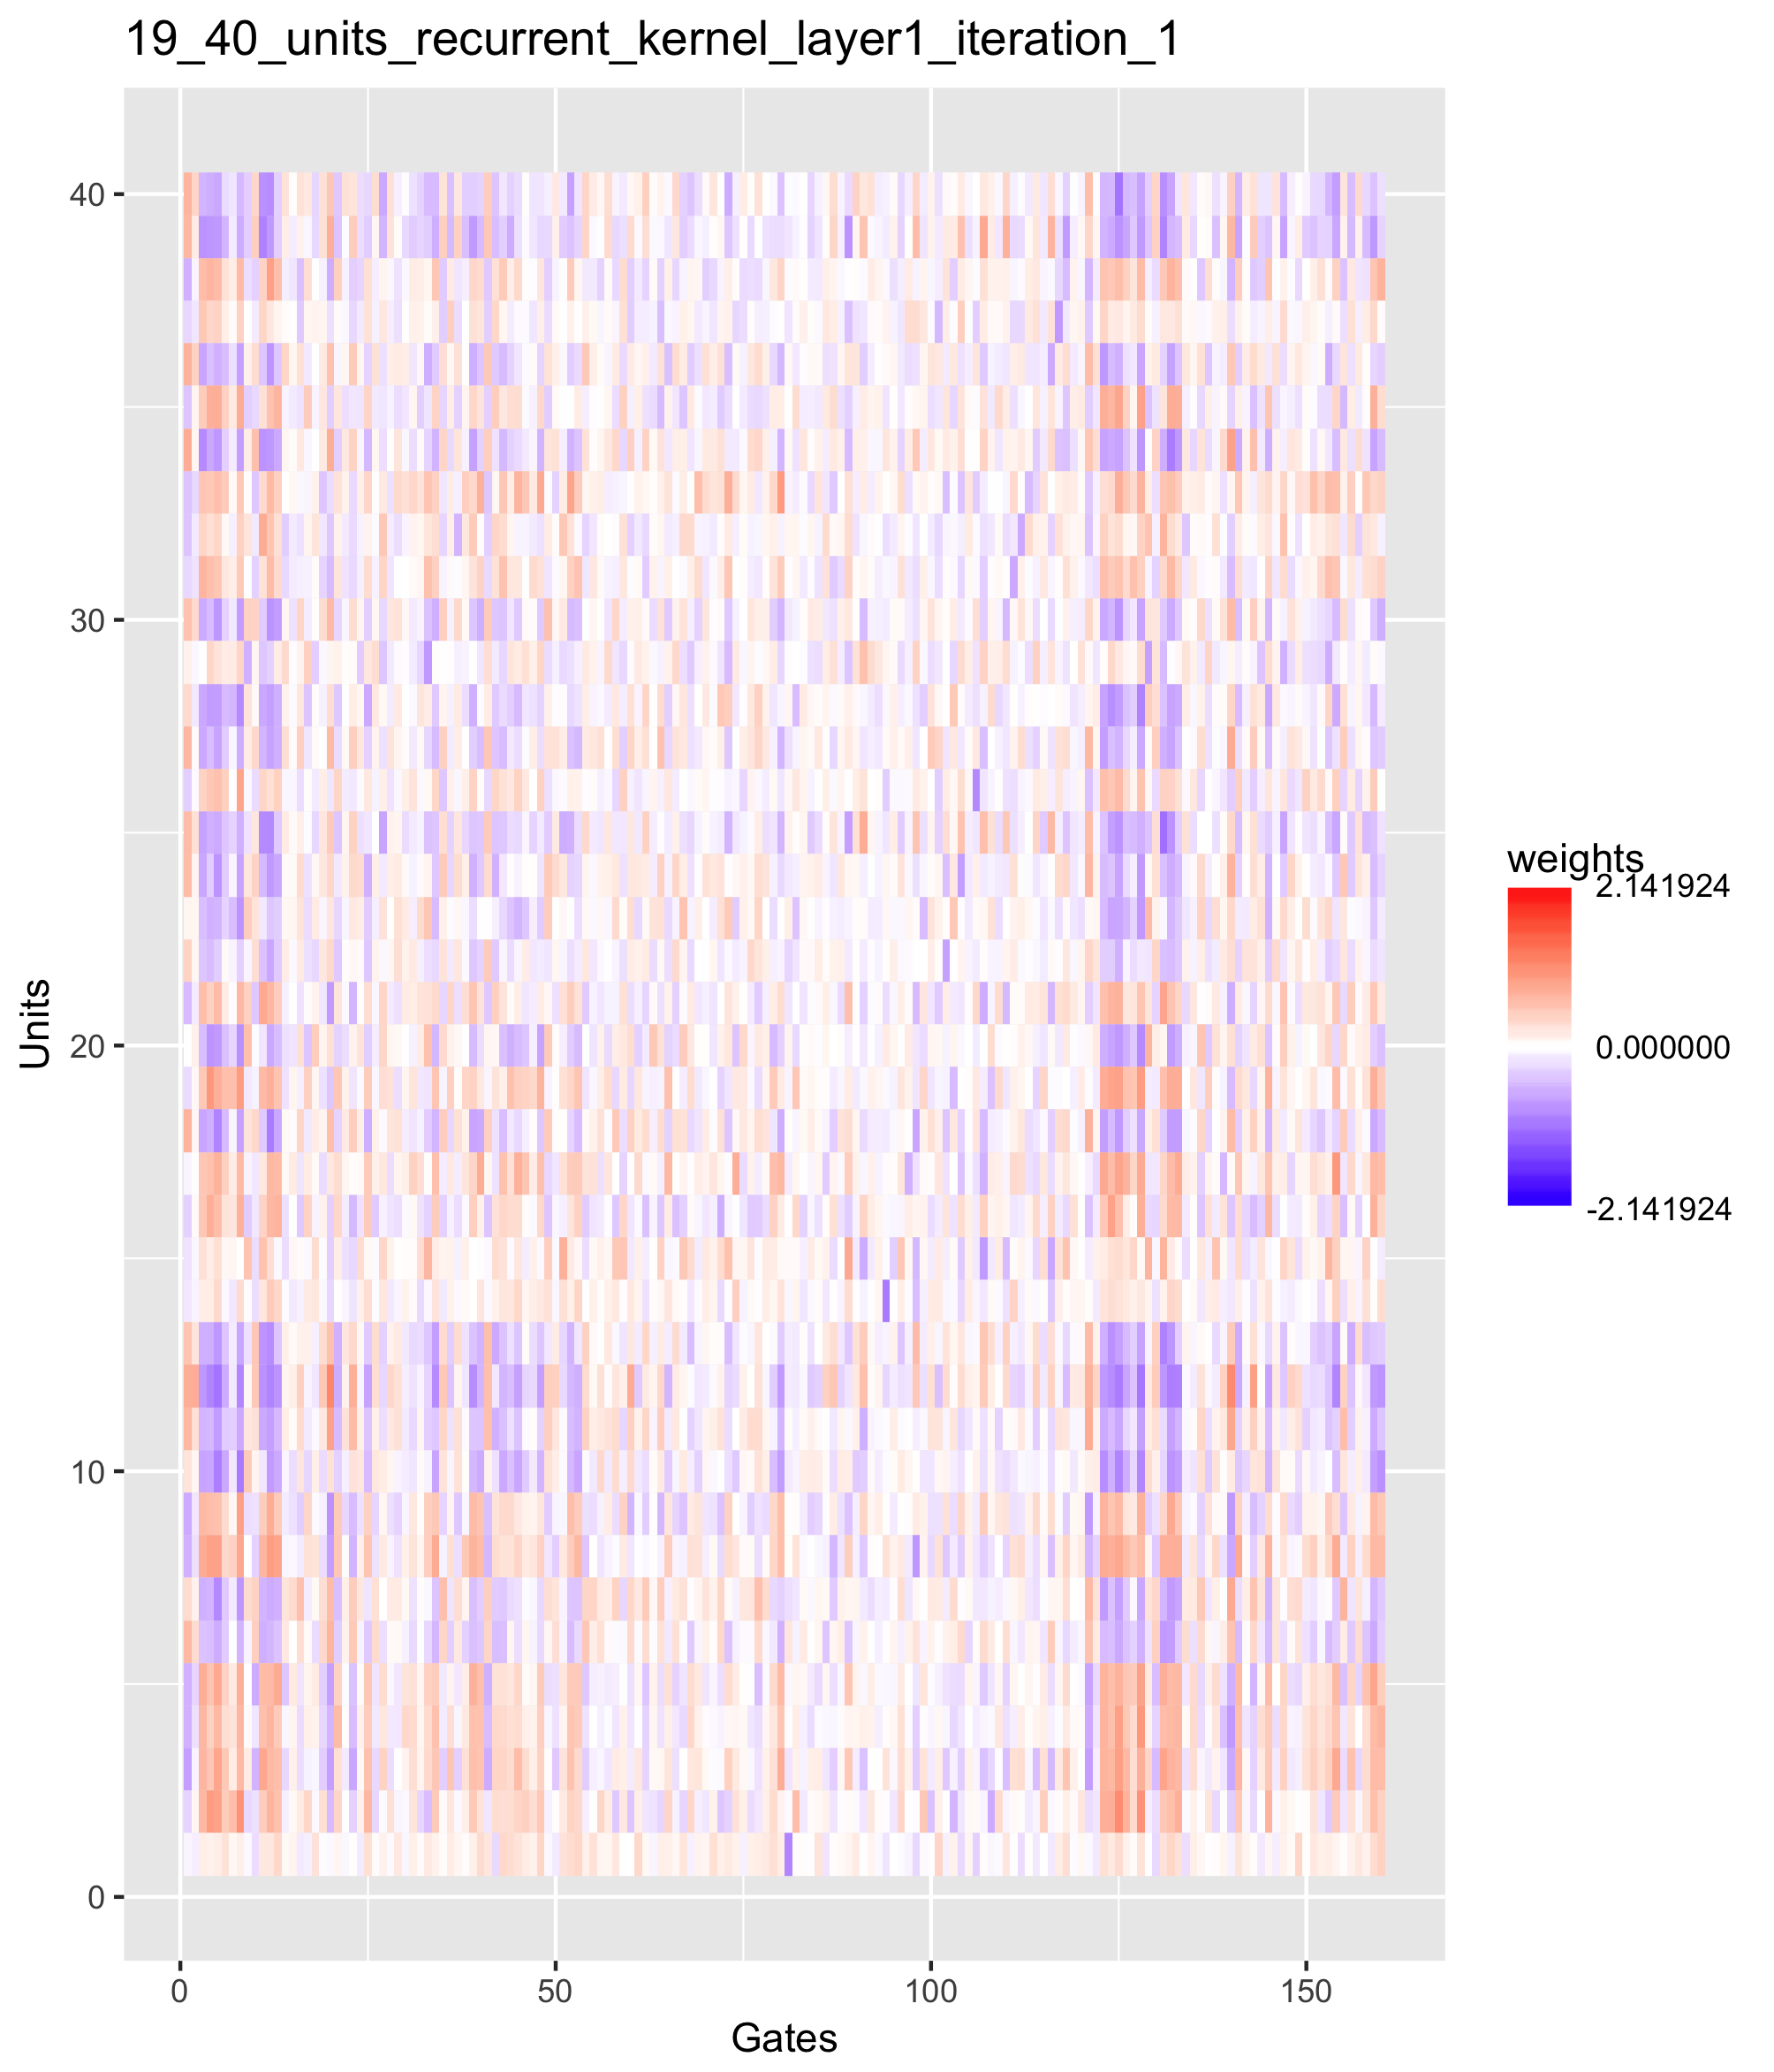 19_40_units_recurrent_kernel_layer1_iteration_1
40
30
20
10
0
Units
0 50 100 150
Gates
weights
2.141924
0.000000
-2.141924